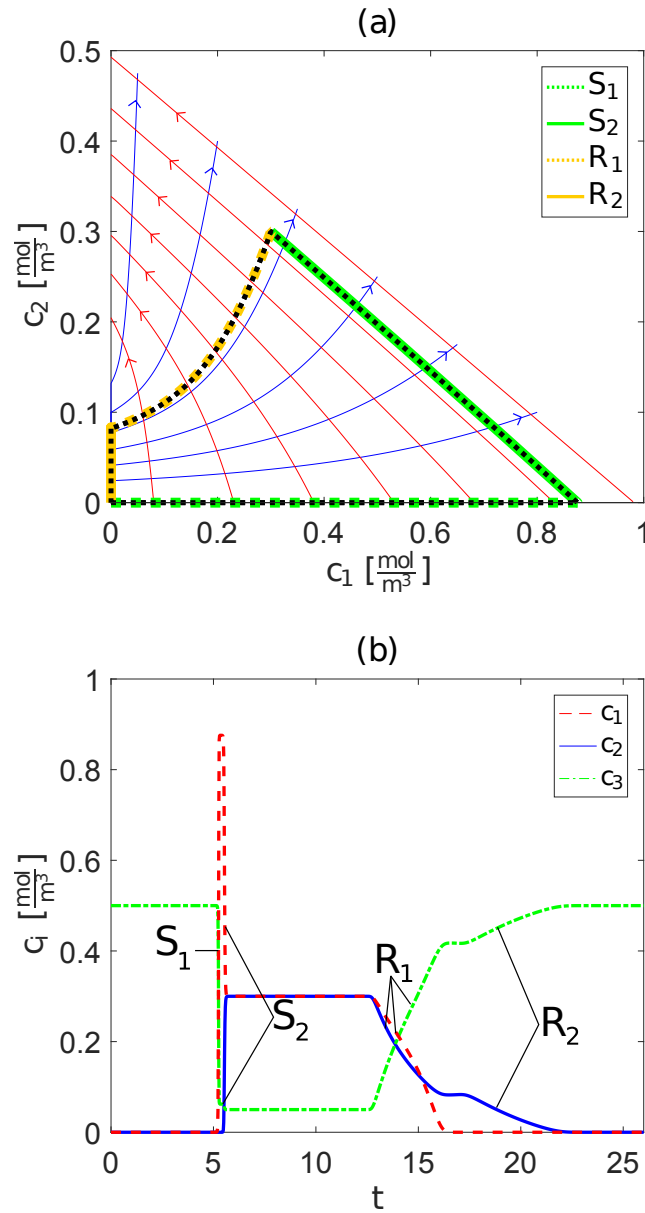 (a)
0.5
0.4
0.3
0.2
0.1
0
c₂ [mol/m³]
S₁
S₂
R₁
R₂
0 0.2 0.4 0.6 0.8 1
c₁ [mol/m³]
(b)
1
0.8
0.6
0.4
0.2
0
cᵢ [mol/m³]
c₁
c₂
c₃
S₁
S₂
R₁
R₂
0 5 10 15 20 25
t